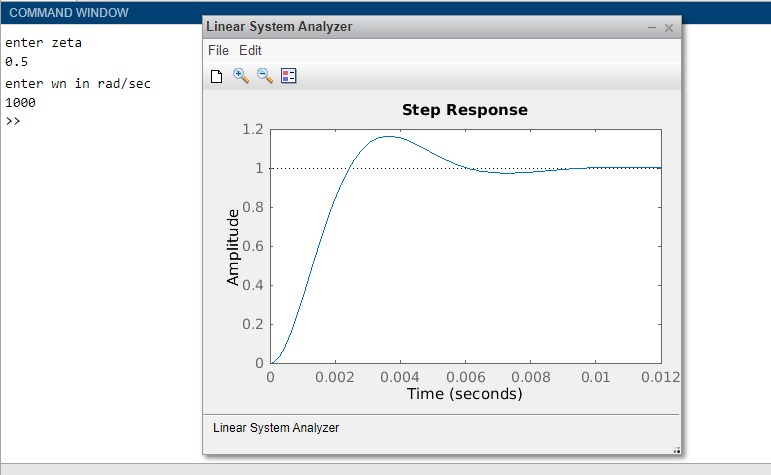 COMMAND WINDOW
enter zeta
0.5
enter wn in rad/sec
1000
>>
Linear System Analyzer
File Edit
Step Response
1.2
1
0.8
0.6
0.4
0.2
0
Amplitude
0 0.002 0.004 0.006 0.008 0.01 0.012
Time (seconds)
Linear System Analyzer